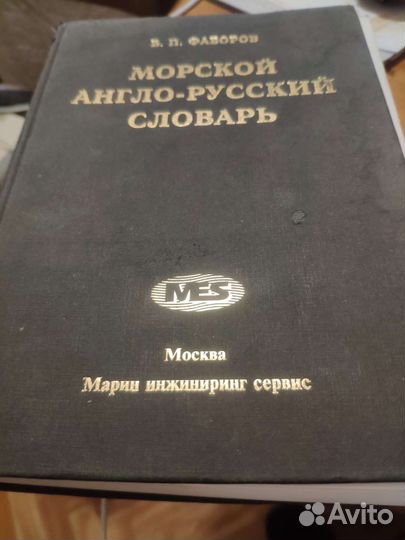 В. П. ФАВОРОВ
МОРСКОЙ
АНГЛО-РУССКИЙ
СЛОВАРЬ
MES
Москва
Марин инжиниринг сервис
Avito